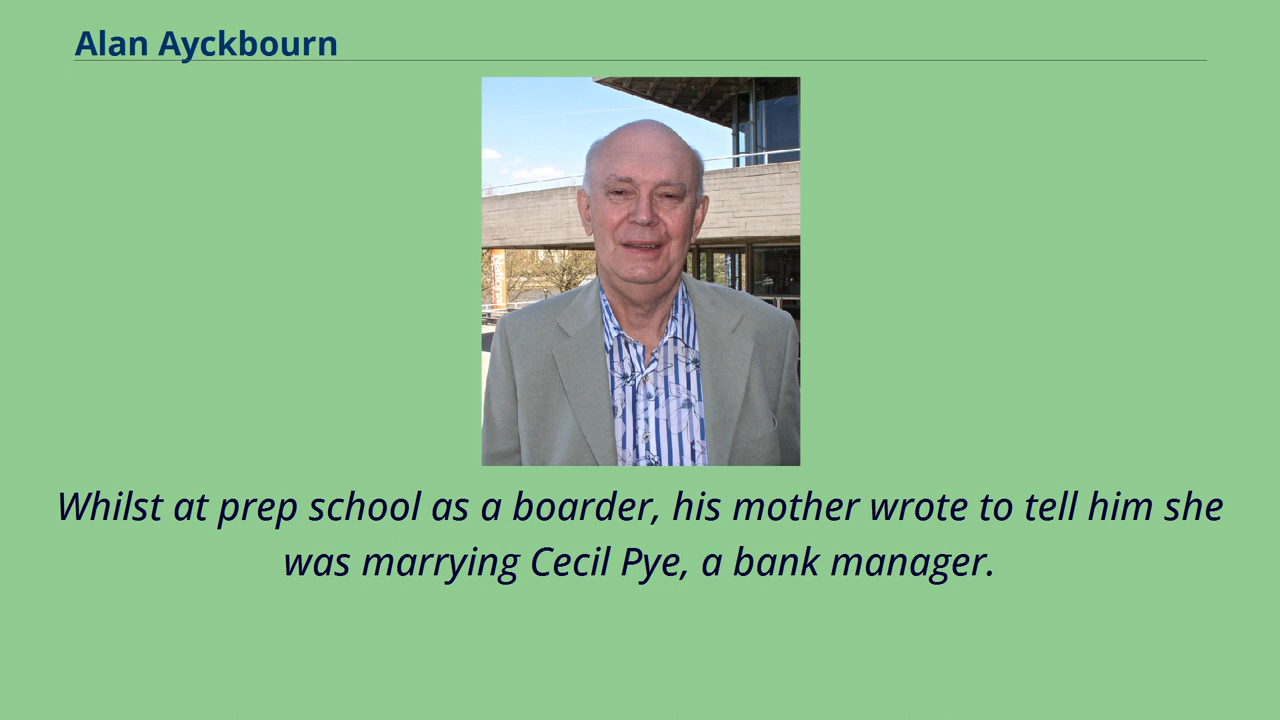 Alan Ayckbourn
Whilst at prep school as a boarder, his mother wrote to tell him she
was marrying Cecil Pye, a bank manager.